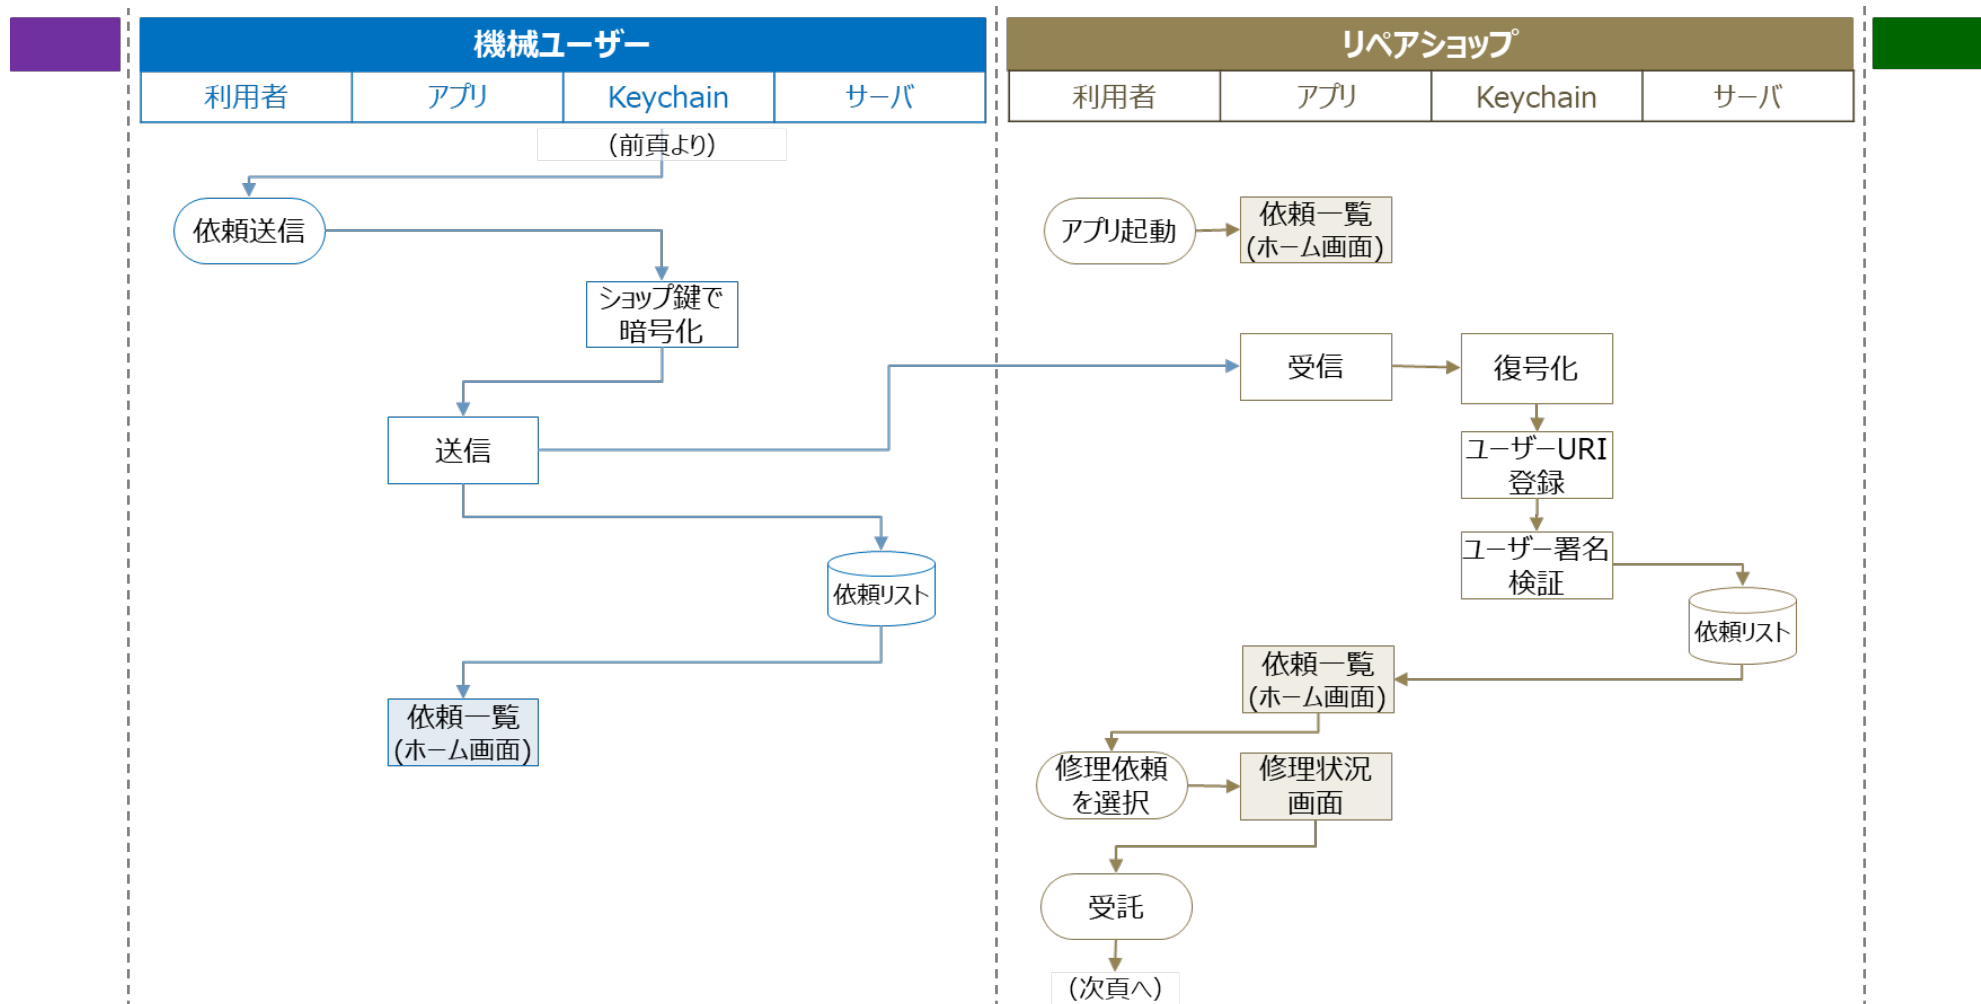 機械ユーザー
利用者
アプリ
Keychain
サーバ
リペアショップ
利用者
アプリ
Keychain
サーバ
(前頁より)
依頼送信
ショップ鍵で
暗号化
送信
依頼リスト
依頼一覧
(ホーム画面)
アプリ起動
依頼一覧
(ホーム画面)
受信
復号化
ユーザーURI
登録
ユーザー署名
検証
依頼リスト
依頼一覧
(ホーム画面)
修理依頼
を選択
修理状況
画面
受託
(次頁へ)